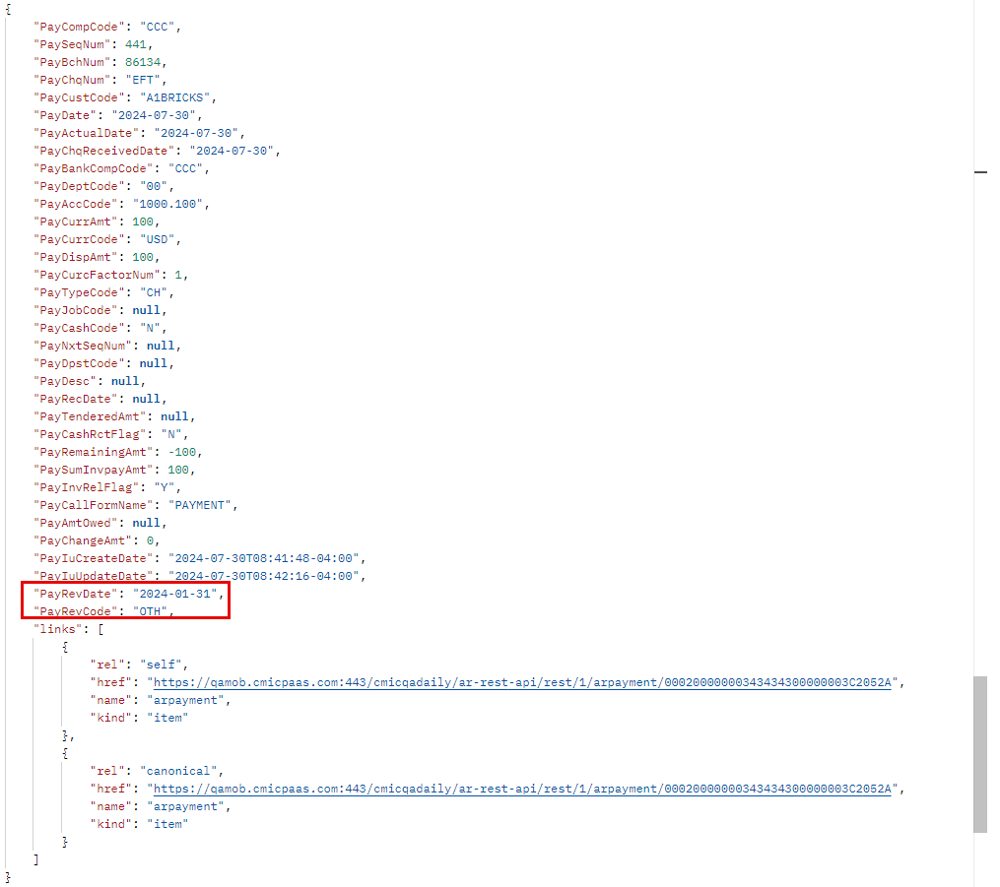 {
"PayCompCode": "CCC",
"PaySeqNum": 441,
"PayBchNum": 86134,
"PayChqNum": "EFT",
"PayCustCode": "A1BRICKS",
"PayDate": "2024-07-30",
"PayActualDate": "2024-07-30",
"PayChqReceivedDate": "2024-07-30",
"PayBankCompCode": "CCC",
"PayDeptCode": "00",
"PayAccCode": "1000.100",
"PayCurrAmt": 100,
"PayCurrCode": "USD",
"PayDispAmt": 100,
"PayCurcFactorNum": 1,
"PayTypeCode": "CH",
"PayJobCode": null,
"PayCashCode": "N",
"PayNxtSeqNum": null,
"PayDpstCode": null,
"PayDesc": null,
"PayRecDate": null,
"PayTenderedAmt": null,
"PayCashRctFlag": "N",
"PayRemainingAmt": -100,
"PaySumInvpayAmt": 100,
"PayInvRelFlag": "Y",
"PayCallFormName": "PAYMENT",
"PayAmtOwed": null,
"PayChangeAmt": 0,
"PayIuCreateDate": "2024-07-30T08:41:48-04:00",
"PayIuUpdateDate": "2024-07-30T08:42:16-04:00",
"PayRevDate": "2024-01-31",
"PayRevCode": "OTH",
"links": [
{
"rel": "self",
"href": "https://qamob.cmicpaas.com:443/cmicqadaily/ar-rest-api/rest/1/arpayment/00020000000343434300000003C2052A",
"name": "arpayment",
"kind": "item"
},
{
"rel": "canonical",
"href": "https://qamob.cmicpaas.com:443/cmicqadaily/ar-rest-api/rest/1/arpayment/00020000000343434300000003C2052A",
"name": "arpayment",
"kind": "item"
}
]
}